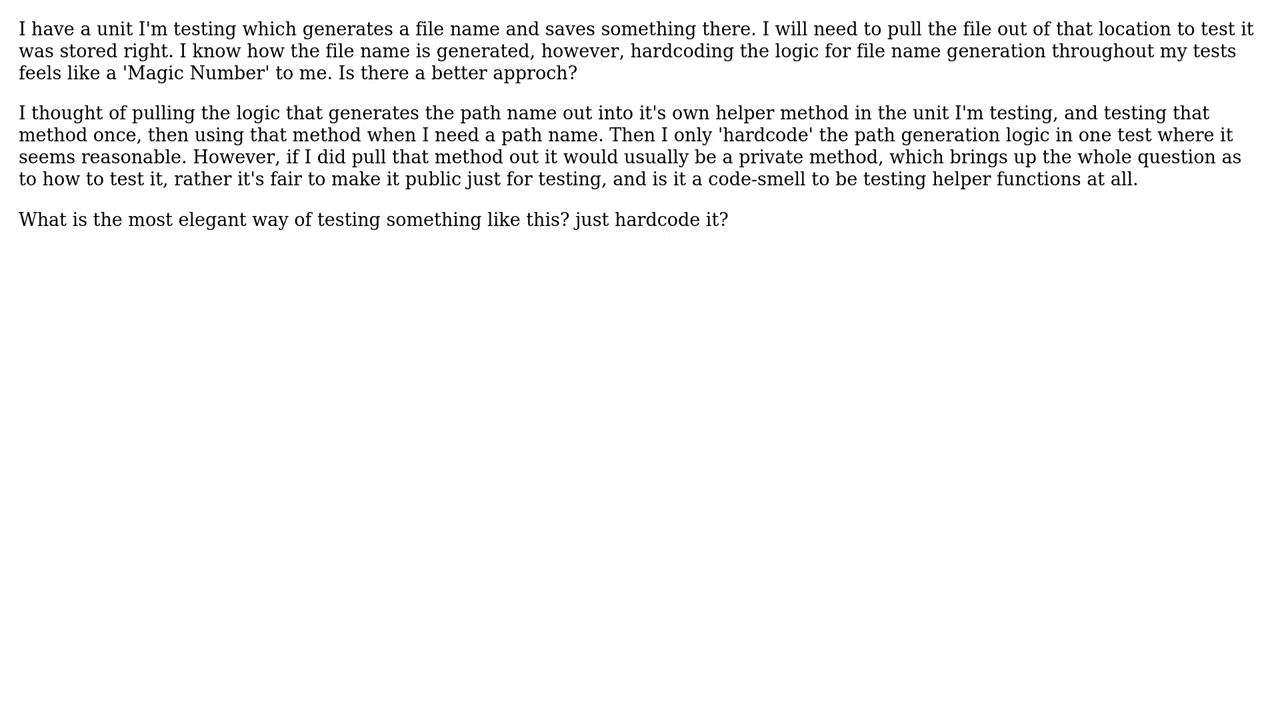 I have a unit I'm testing which generates a file name and saves something there. I will need to pull the file out of that location to test it
was stored right. I know how the file name is generated, however, hardcoding the logic for file name generation throughout my tests
feels like a 'Magic Number' to me. Is there a better approch?
I thought of pulling the logic that generates the path name out into it's own helper method in the unit I'm testing, and testing that
method once, then using that method when I need a path name. Then I only 'hardcode' the path generation logic in one test where it
seems reasonable. However, if I did pull that method out it would usually be a private method, which brings up the whole question as
to how to test it, rather it's fair to make it public just for testing, and is it a code-smell to be testing helper functions at all.
What is the most elegant way of testing something like this? just hardcode it?